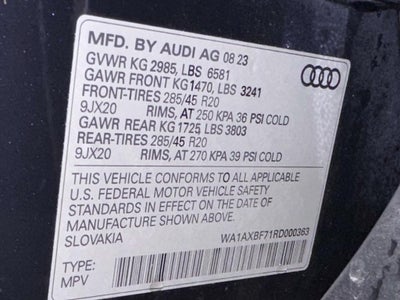 MFD. BY AUDI AG 08 23
GVWR KG 2985, LBS 6581
GAWR FRONT KG1470, LBS 3241
FRONT-TIRES 285/45 R20
9JX20 RIMS, AT 250 KPA 36 PSI COLD
GAWR REAR KG 1725, LBS 3803
REAR-TIRES 285/45 R20
9JX20 RIMS, AT 270 KPA 39 PSI COLD
THIS VEHICLE CONFORMS TO ALL APPLICABLE
U.S. FEDERAL MOTOR VEHICLE SAFETY
STANDARDS IN EFFECT ON THE DATE OF
MANUFACTURE SHOWN ABOVE.
SLOVAKIA WA1AXBF71RD000363
TYPE:
MPV